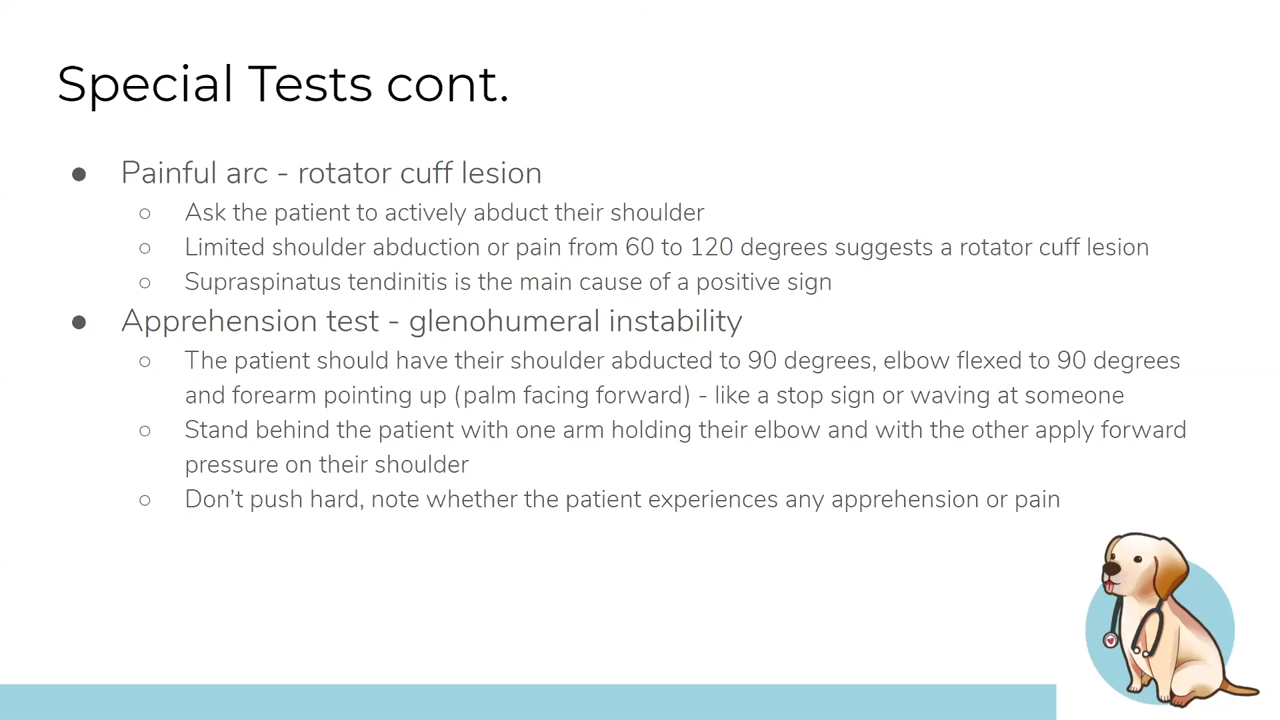 Special Tests cont.
● Painful arc - rotator cuff lesion
○ Ask the patient to actively abduct their shoulder
○ Limited shoulder abduction or pain from 60 to 120 degrees suggests a rotator cuff lesion
○ Supraspinatus tendinitis is the main cause of a positive sign
● Apprehension test - glenohumeral instability
○ The patient should have their shoulder abducted to 90 degrees, elbow flexed to 90 degrees
and forearm pointing up (palm facing forward) - like a stop sign or waving at someone
○ Stand behind the patient with one arm holding their elbow and with the other apply forward
pressure on their shoulder
○ Don't push hard, note whether the patient experiences any apprehension or pain